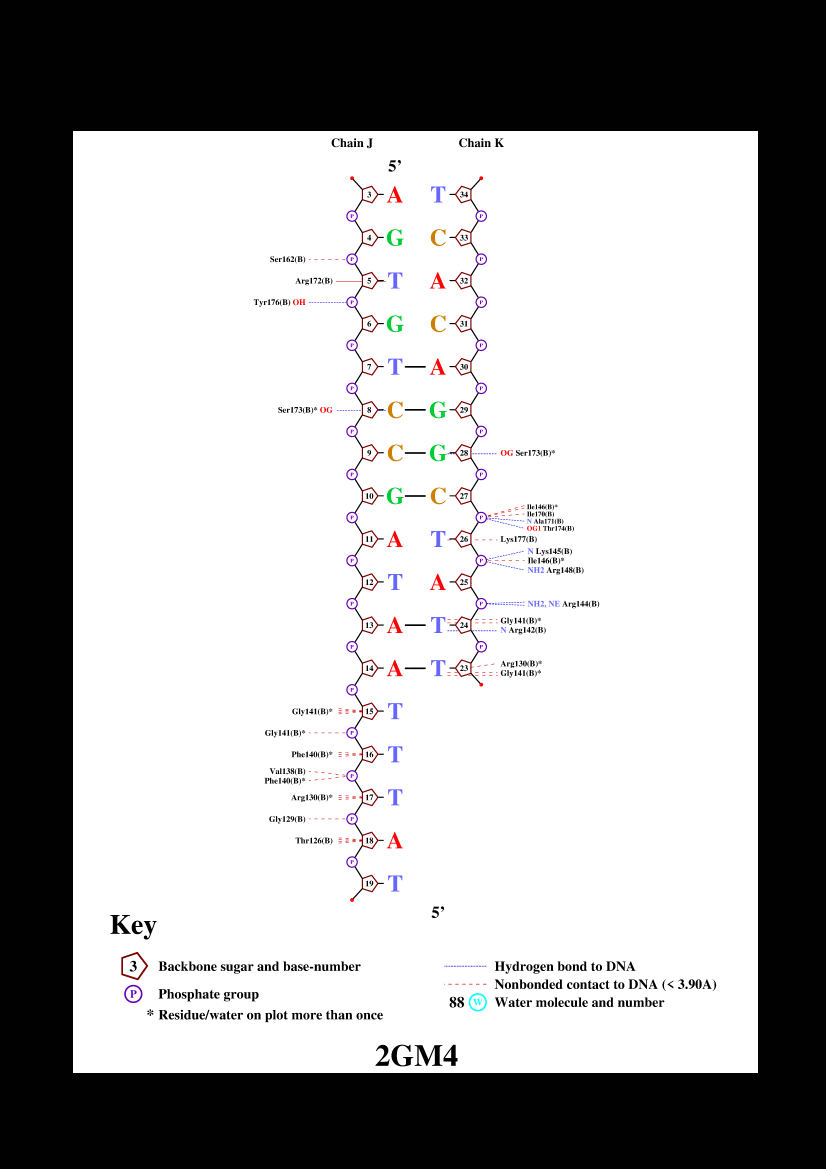 Chain J Chain K
5’
3 A T 34
P P
4 G C 33
Ser162(B) P P
Arg172(B) 5 T A 32
Tyr176(B) OH P P
6 G C 31
P P
7 T A 30
P P
Ser173(B)* OG 8 C G 29
P P
9 C G 28 OG Ser173(B)*
P P
10 G C 27
Ile146(B)*
Ile170(B)
P P N Ala171(B)
OG1 Thr174(B)
11 A T 26 Lys177(B)
N Lys145(B)
P P Ile146(B)*
NH2 Arg148(B)
12 T A 25
P P NH2, NE Arg144(B)
Gly141(B)*
13 A T 24
N Arg142(B)
P P
Arg130(B)*
14 A T 23
Gly141(B)*
P
Gly141(B)* 15 T
Gly141(B)* P
Phe140(B)* 16 T
Val138(B)
P
Phe140(B)*
Arg130(B)* 17 T
Gly129(B) P
Thr126(B) 18 A
P
19 T
5’
Key
3 Backbone sugar and base-number
P Phosphate group
* Residue/water on plot more than once
Hydrogen bond to DNA
Nonbonded contact to DNA (< 3.90A)
88 W Water molecule and number
2GM4